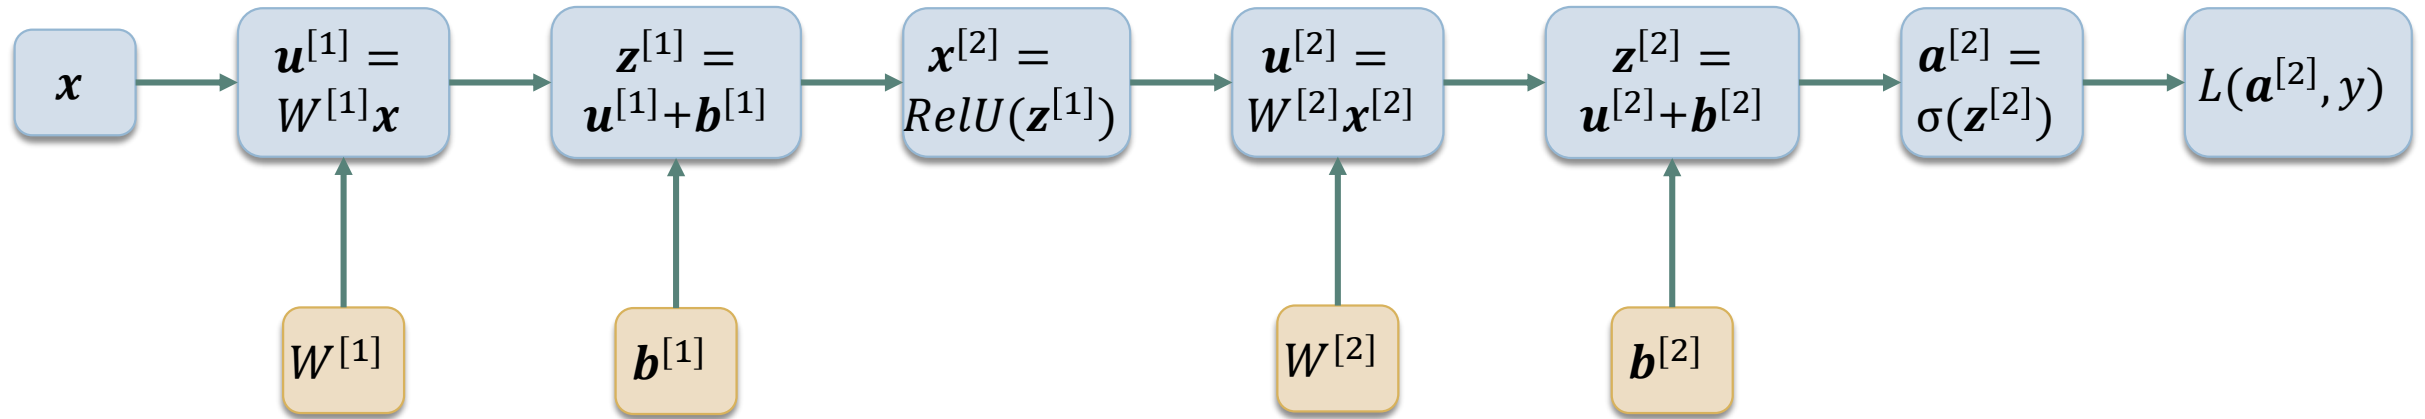 𝒙
𝒖^[1] =
𝑊^[1]𝒙
𝒛^[1] =
𝒖^[1]+𝒃^[1]
𝒙^[2] =
𝑅𝑒𝑙𝑈(𝒛^[1])
𝒖^[2] =
𝑊^[2]𝒙^[2]
𝒛^[2] =
𝒖^[2]+𝒃^[2]
𝒂^[2] =
σ(𝒛^[2])
𝐿(𝒂^[2], 𝑦)
𝑊^[1]
𝒃^[1]
𝑊^[2]
𝒃^[2]